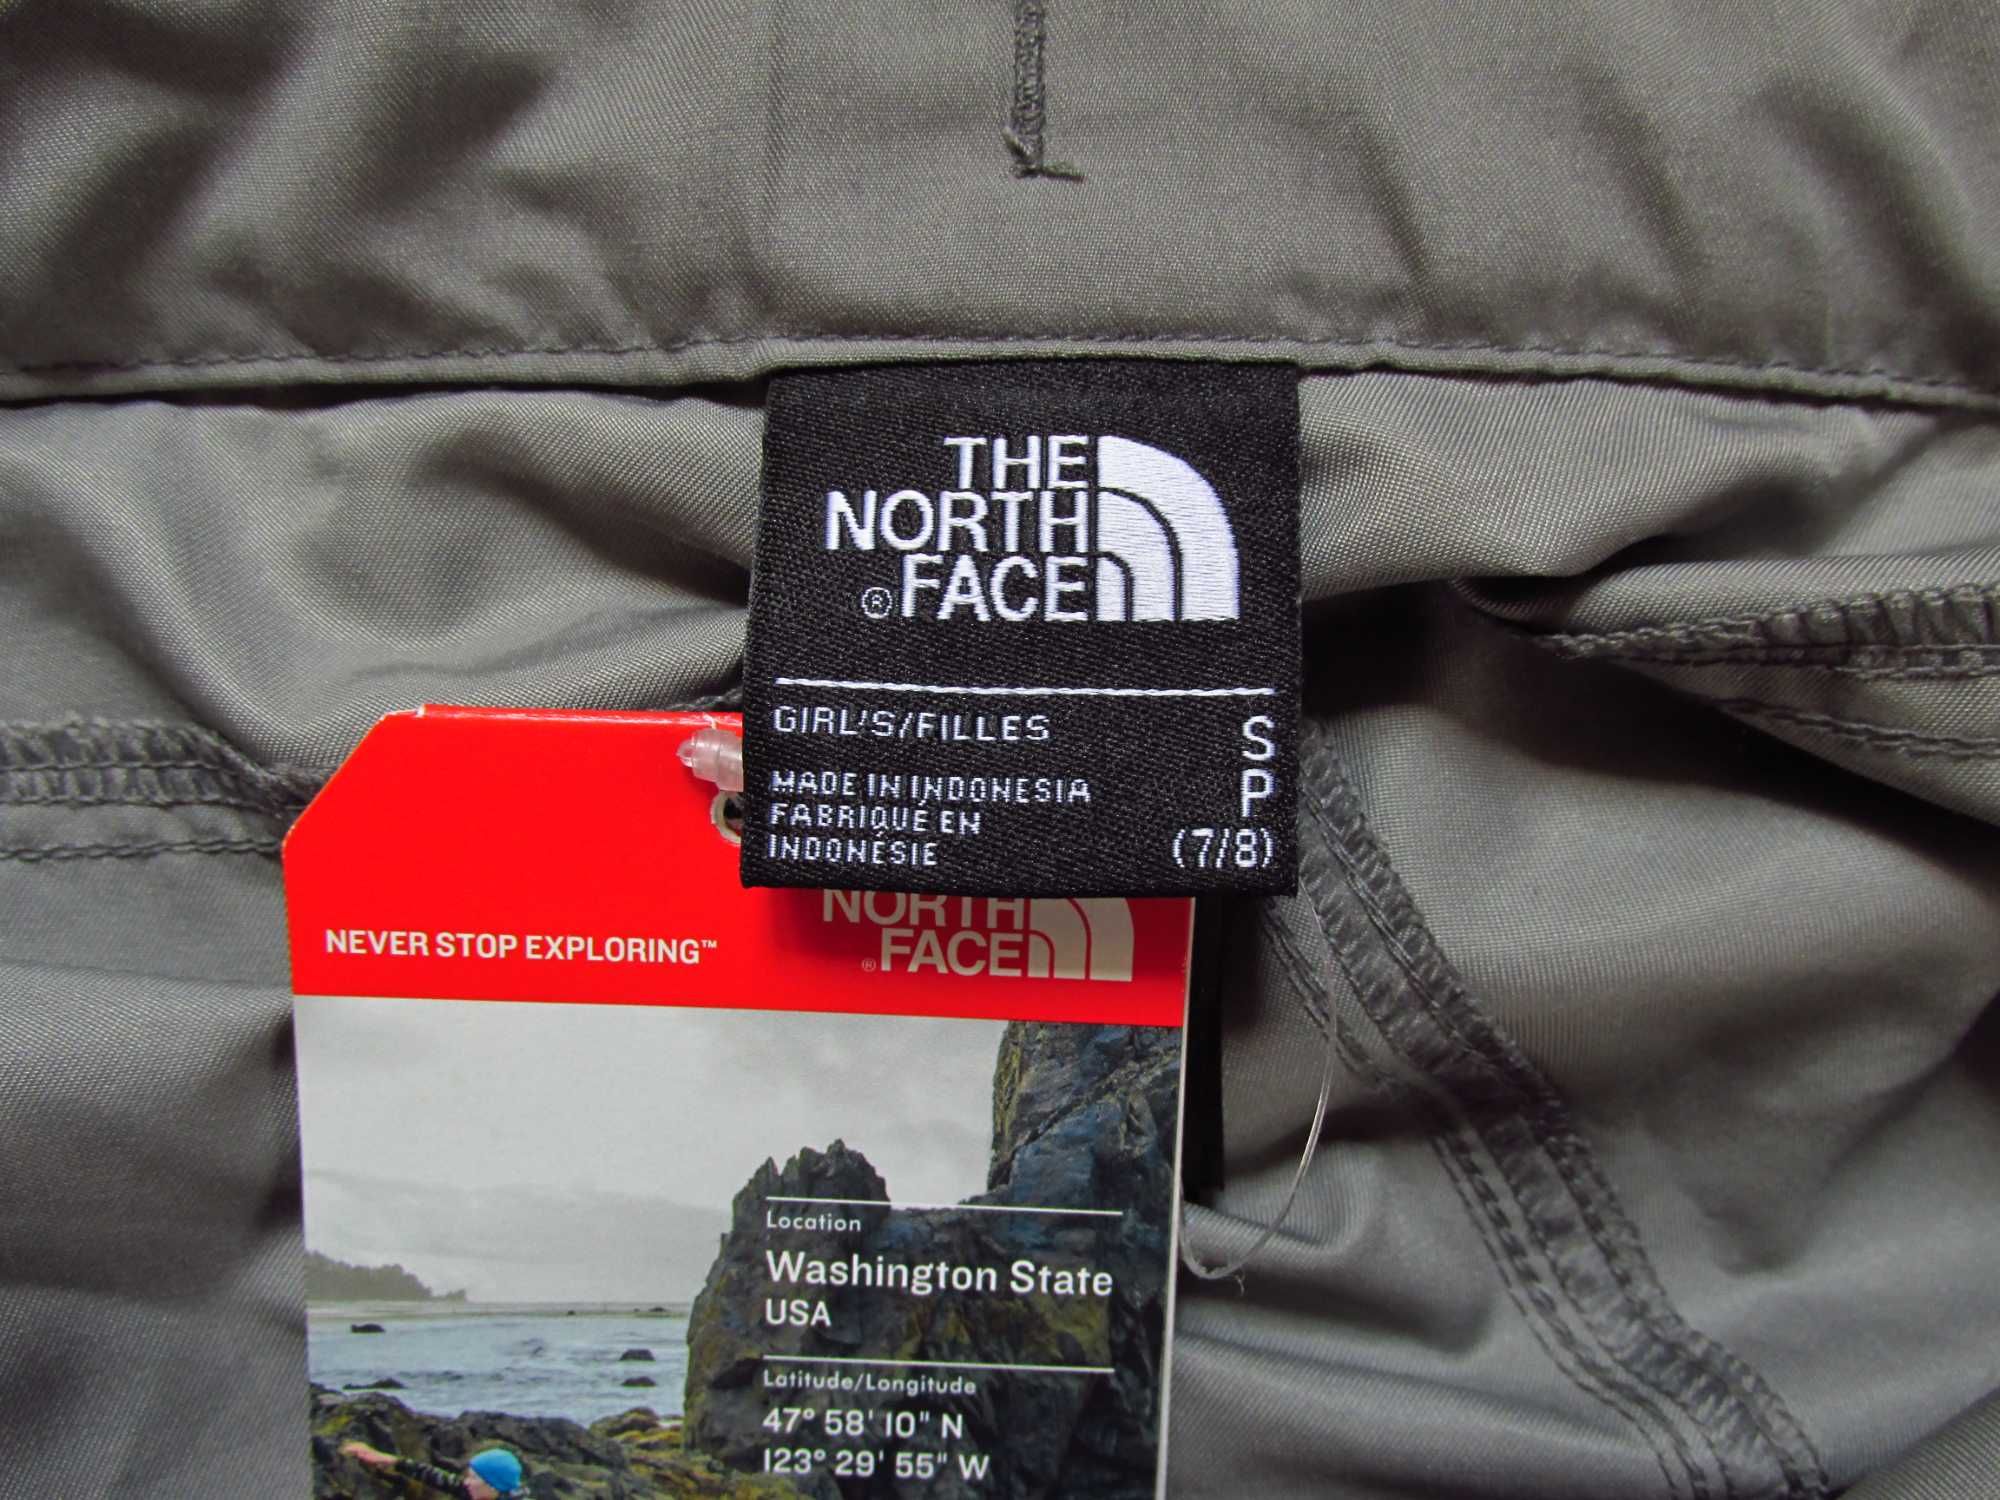 THE
NORTH
FACE
®
GIRL'S/FILLES
S
P
(7/8)
MADE IN INDONESIA
FABRIQUÉ EN
INDONÉSIE
NEVER STOP EXPLORING™
NORTH
FACE
®
Location
Washington State
USA
Latitude/Longitude
47° 58' 10" N
123° 29' 55" W